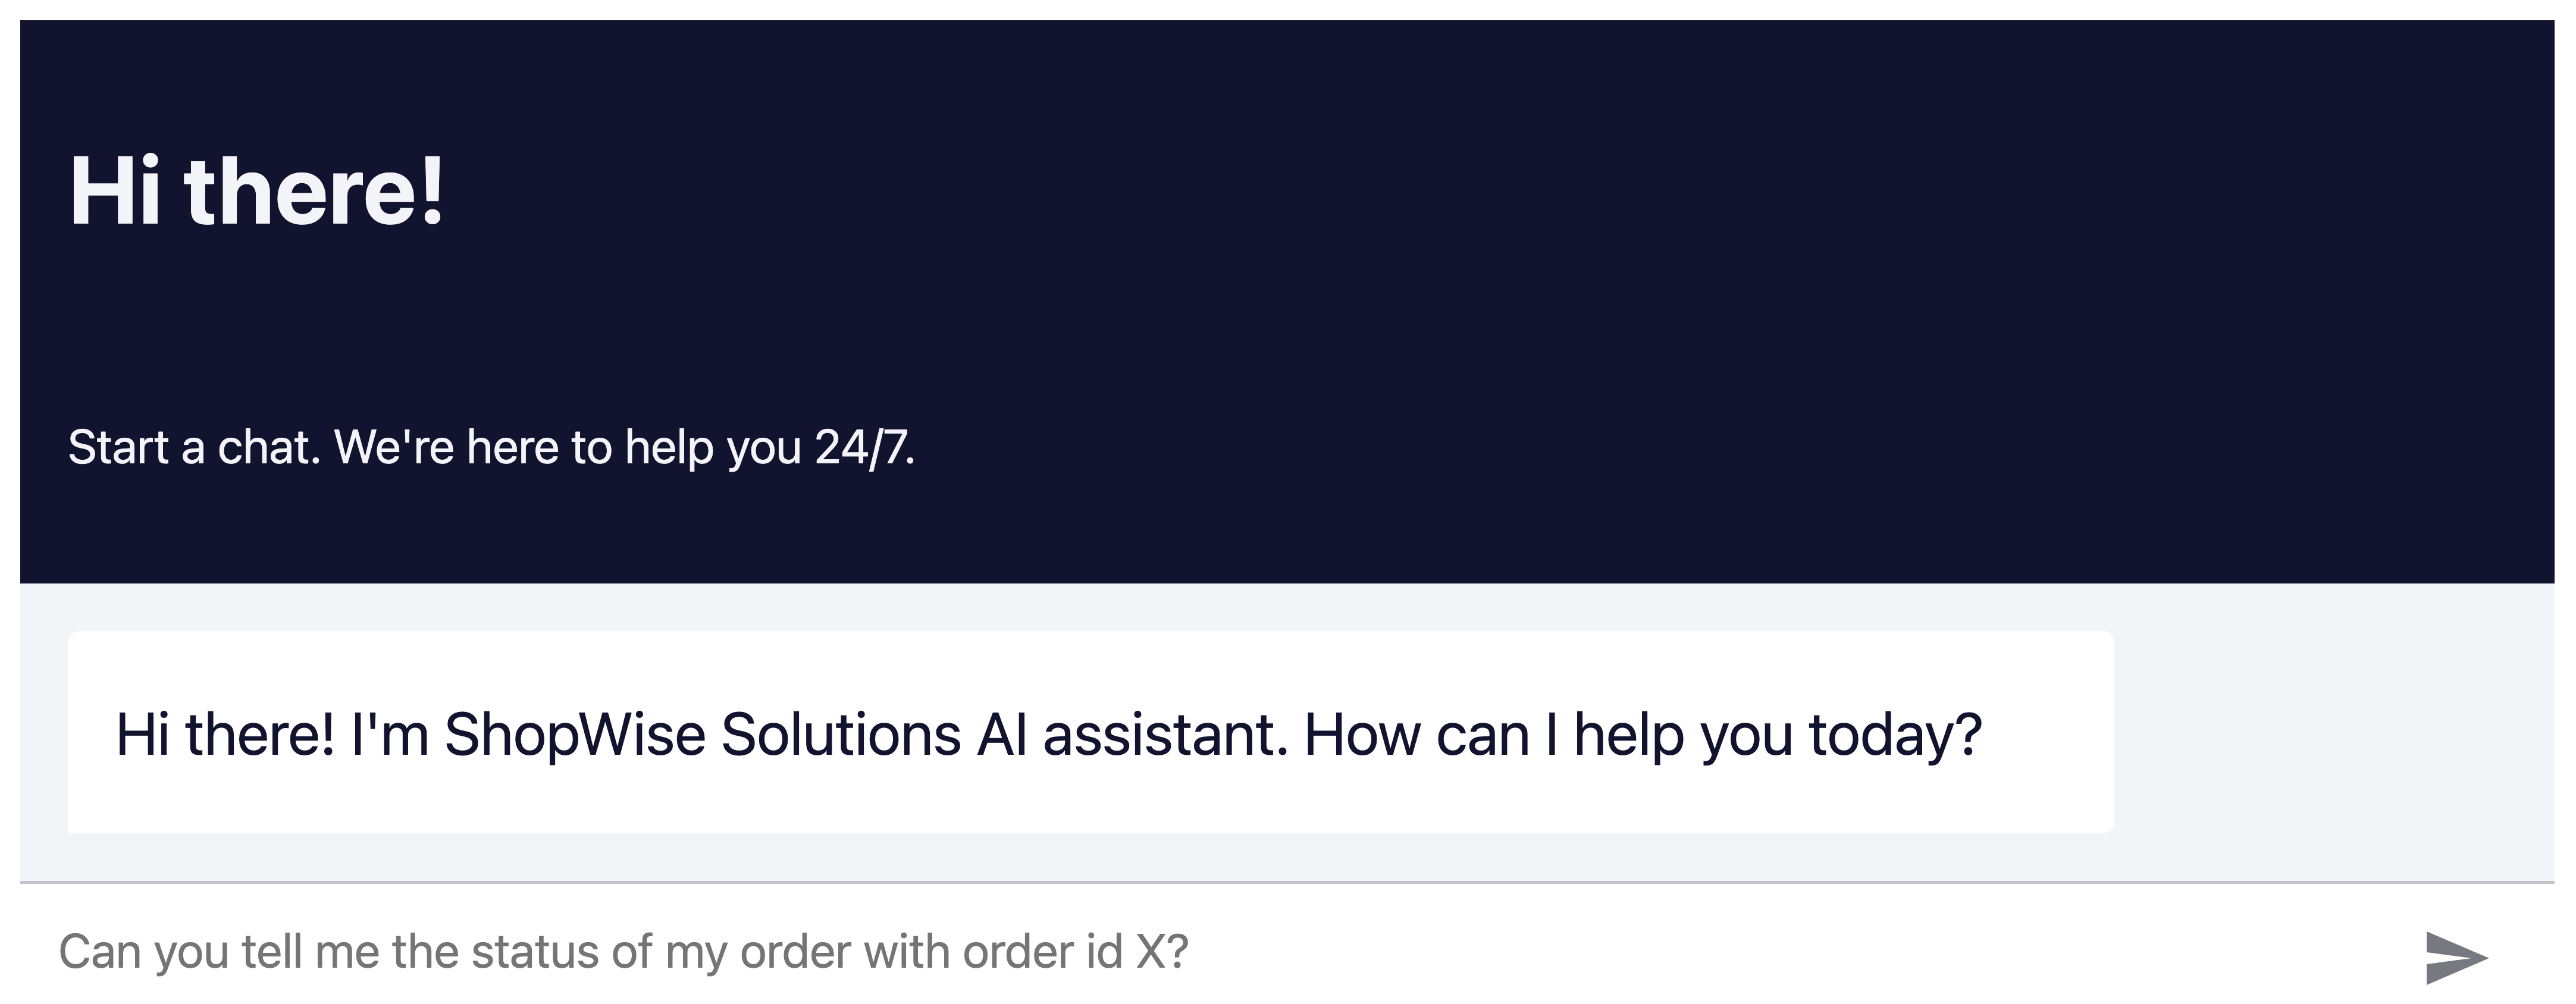 Hi there!
Start a chat. We're here to help you 24/7.
Hi there! I'm ShopWise Solutions AI assistant. How can I help you today?
Can you tell me the status of my order with order id X?